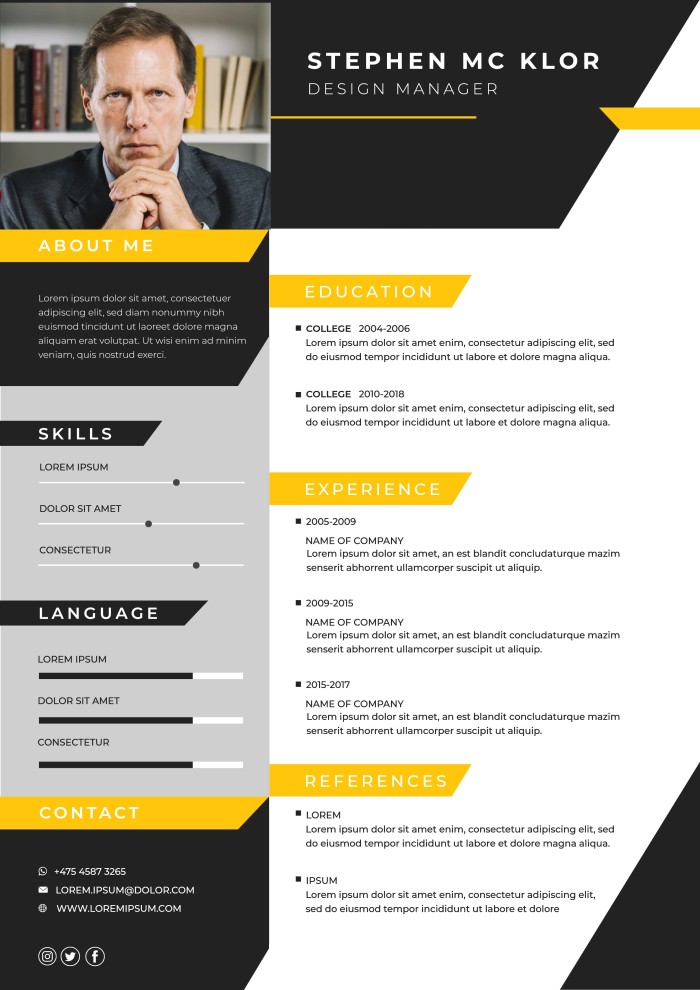 STEPHEN MC KLOR
DESIGN MANAGER
ABOUT ME
Lorem ipsum dolor sit amet, consectetuer
adipiscing elit, sed diam nonummy nibh
euismod tincidunt ut laoreet dolore magna
aliquam erat volutpat. Ut wisi enim ad minim
veniam, quis nostrud exerci.
SKILLS
LOREM IPSUM
DOLOR SIT AMET
CONSECTETUR
LANGUAGE
LOREM IPSUM
DOLOR SIT AMET
CONSECTETUR
CONTACT
+475 4587 3265
LOREM.IPSUM@DOLOR.COM
WWW.LOREMIPSUM.COM
EDUCATION
COLLEGE 2004-2006
Lorem ipsum dolor sit amet enim, consectetur adipiscing elit, sed
do eiusmod tempor incididunt ut labore et dolore magna aliqua.
COLLEGE 2010-2018
Lorem ipsum dolor sit amet enim, consectetur adipiscing elit, sed
do eiusmod tempor incididunt ut labore et dolore magna aliqua.
EXPERIENCE
2005-2009
NAME OF COMPANY
Lorem ipsum dolor sit amet, an est blandit concludaturque mazim
senserit abhorrent ullamcorper suscipit ut aliquip.
2009-2015
NAME OF COMPANY
Lorem ipsum dolor sit amet, an est blandit concludaturque mazim
senserit abhorrent ullamcorper suscipit ut aliquip.
2015-2017
NAME OF COMPANY
Lorem ipsum dolor sit amet, an est blandit concludaturque mazim
senserit abhorrent ullamcorper suscipit ut aliquip.
REFERENCES
LOREM
Lorem ipsum dolor sit amet enim, consectetur adipiscing elit, sed
do eiusmod tempor incididunt ut labore et dolore magna aliqua.
IPSUM
Lorem ipsum dolor sit amet enim, consectetur adipiscing elit,
sed do eiusmod tempor incididunt ut labore et dolore